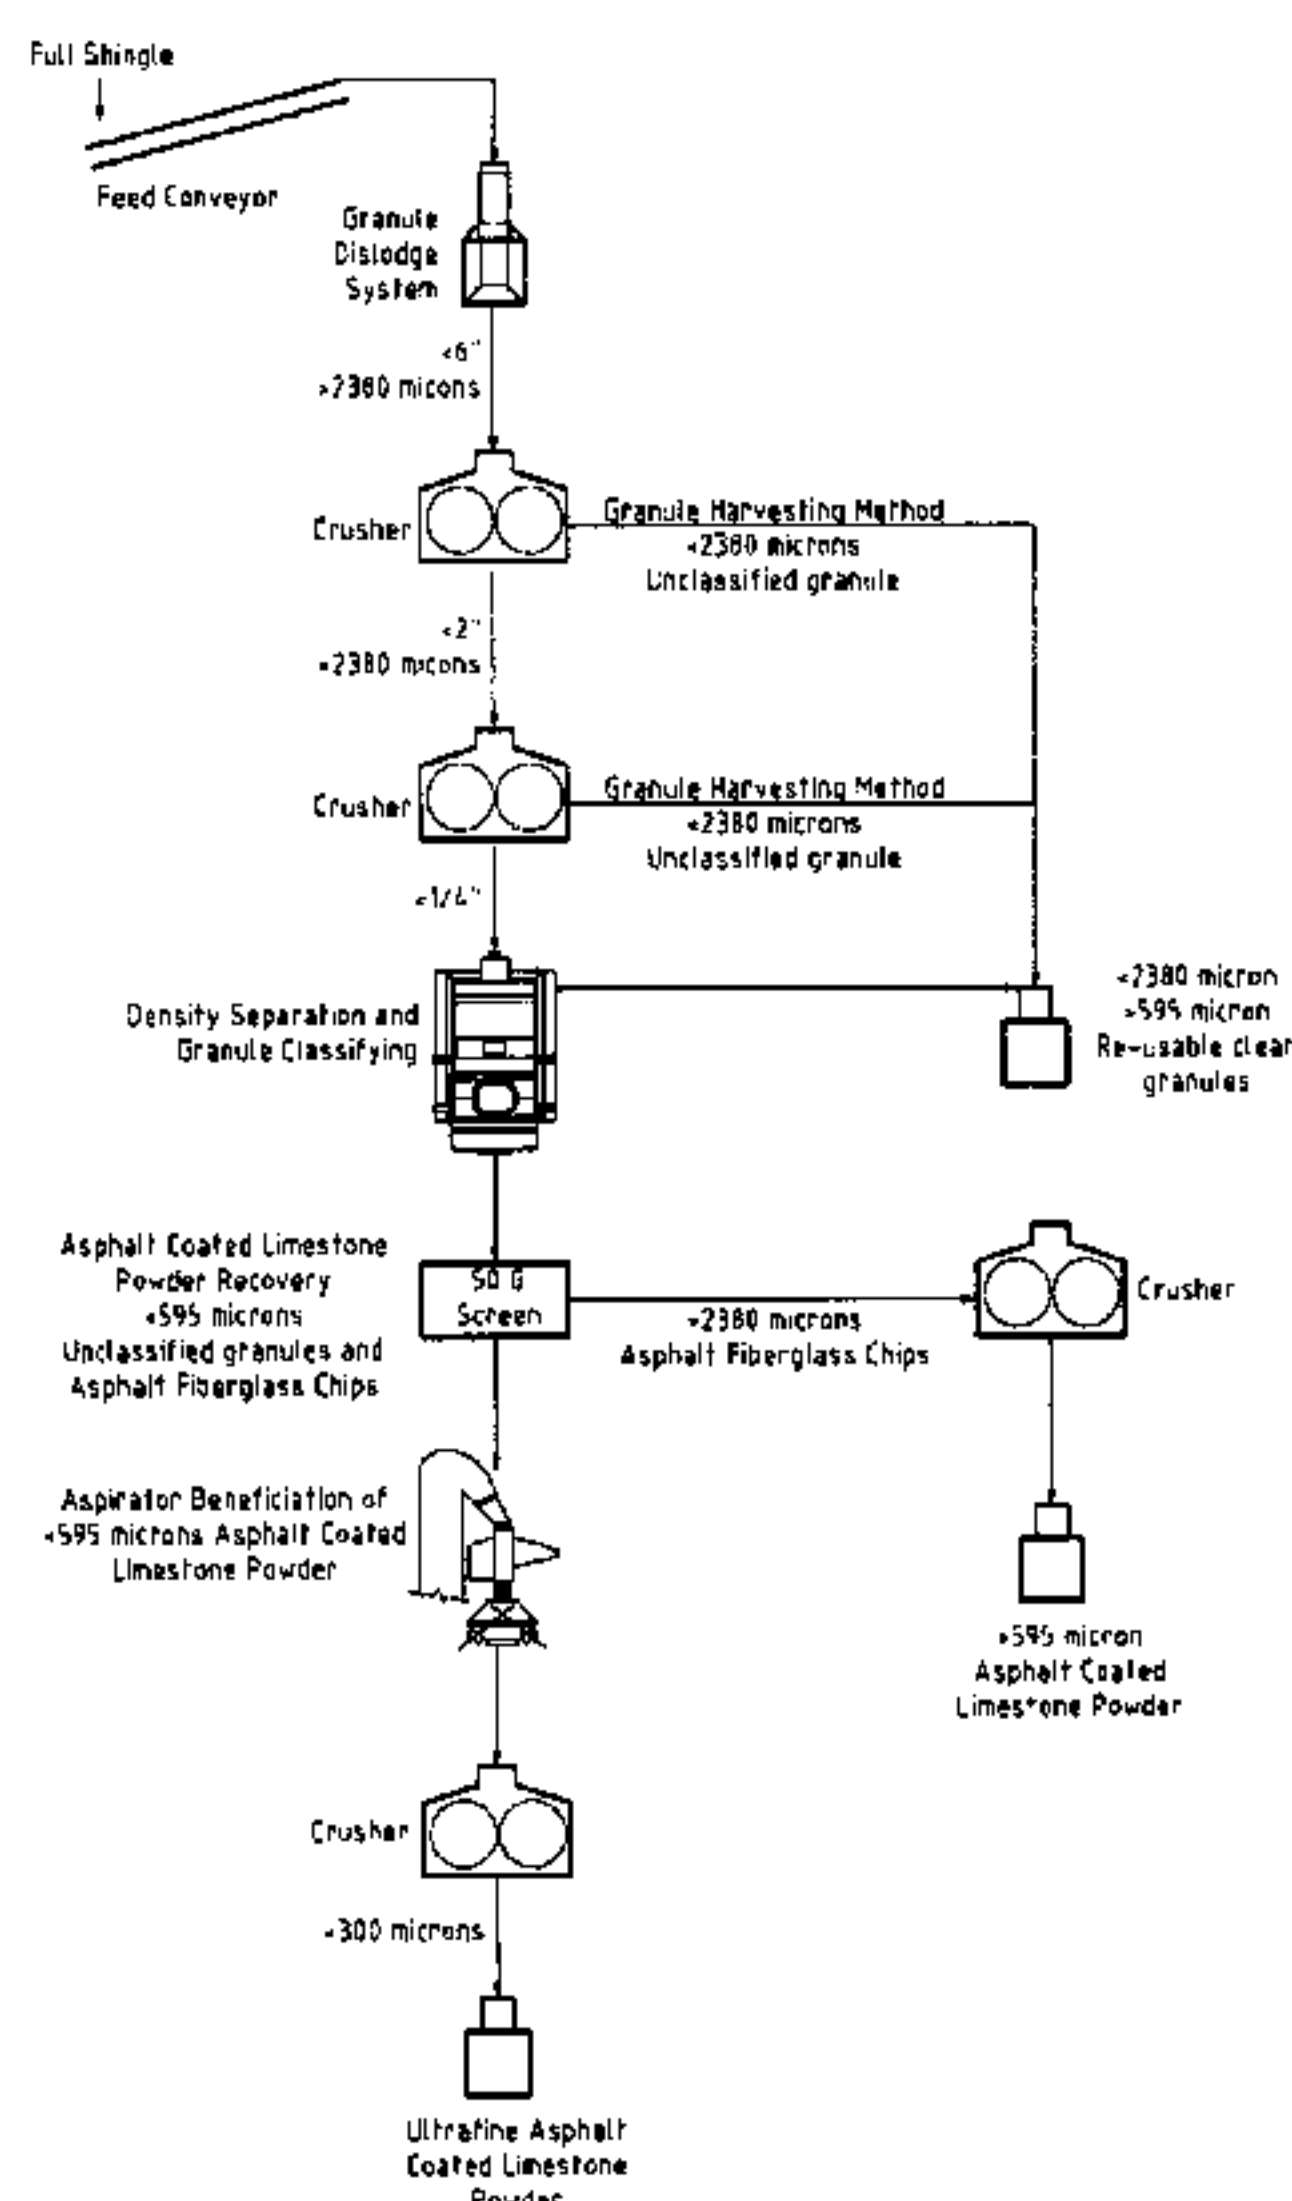 Full Shingle
Feed Conveyor
Granule
Dislodge
System
<6"
>2380 micons
Crusher
Granule Harvesting Method
<2380 microns
Unclassified granule
<2"
2380 micons
Crusher
Granule Harvesting Method
<2380 microns
Unclassified granule
<1/4"
Density Separation and
Granule Classifying
<2380 micron
>595 micron
Re-usable clear
granules
Asphalt Coated Limestone
Powder Recovery
<595 microns
Unclassified granules and
Asphalt Fiberglass Chips
Screen
2380 microns
Asphalt Fiberglass Chips
Crusher
Aspirator Beneficiation of
<595 microns Asphalt Coated
Limestone Powder
595 micron
Asphalt Coated
Limestone Powder
Crusher
300 microns
Ultrafine Asphalt
Coated Limestone
Powder